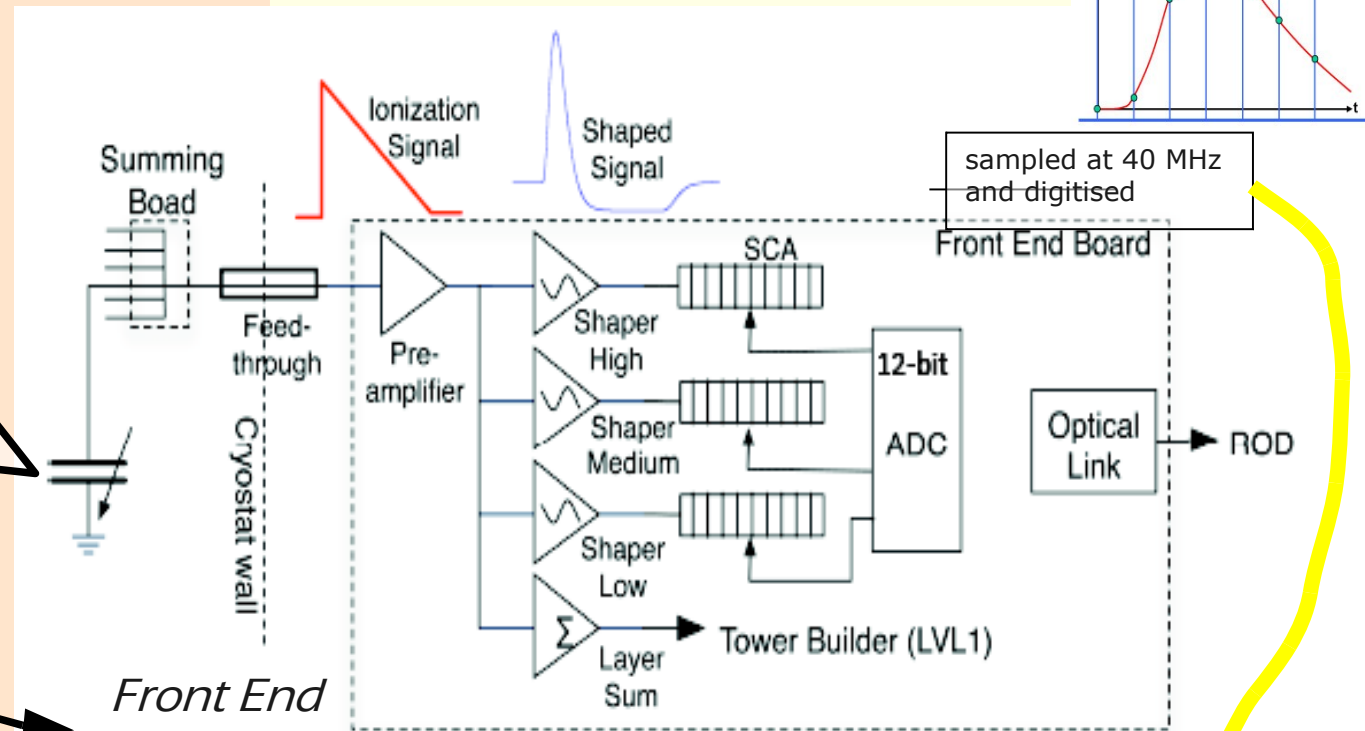 t
sampled at 40 MHz
and digitised
Ionization
Signal
Shaped
Signal
Summing
Boad
Front End Board
SCA
Feed-
through
Pre-
amplifier
Shaper
High
12-bit
ADC
Shaper
Medium
Optical
Link
ROD
Cryostat wall
Shaper
Low
Σ
Tower Builder (LVL1)
Layer
Sum
Front End